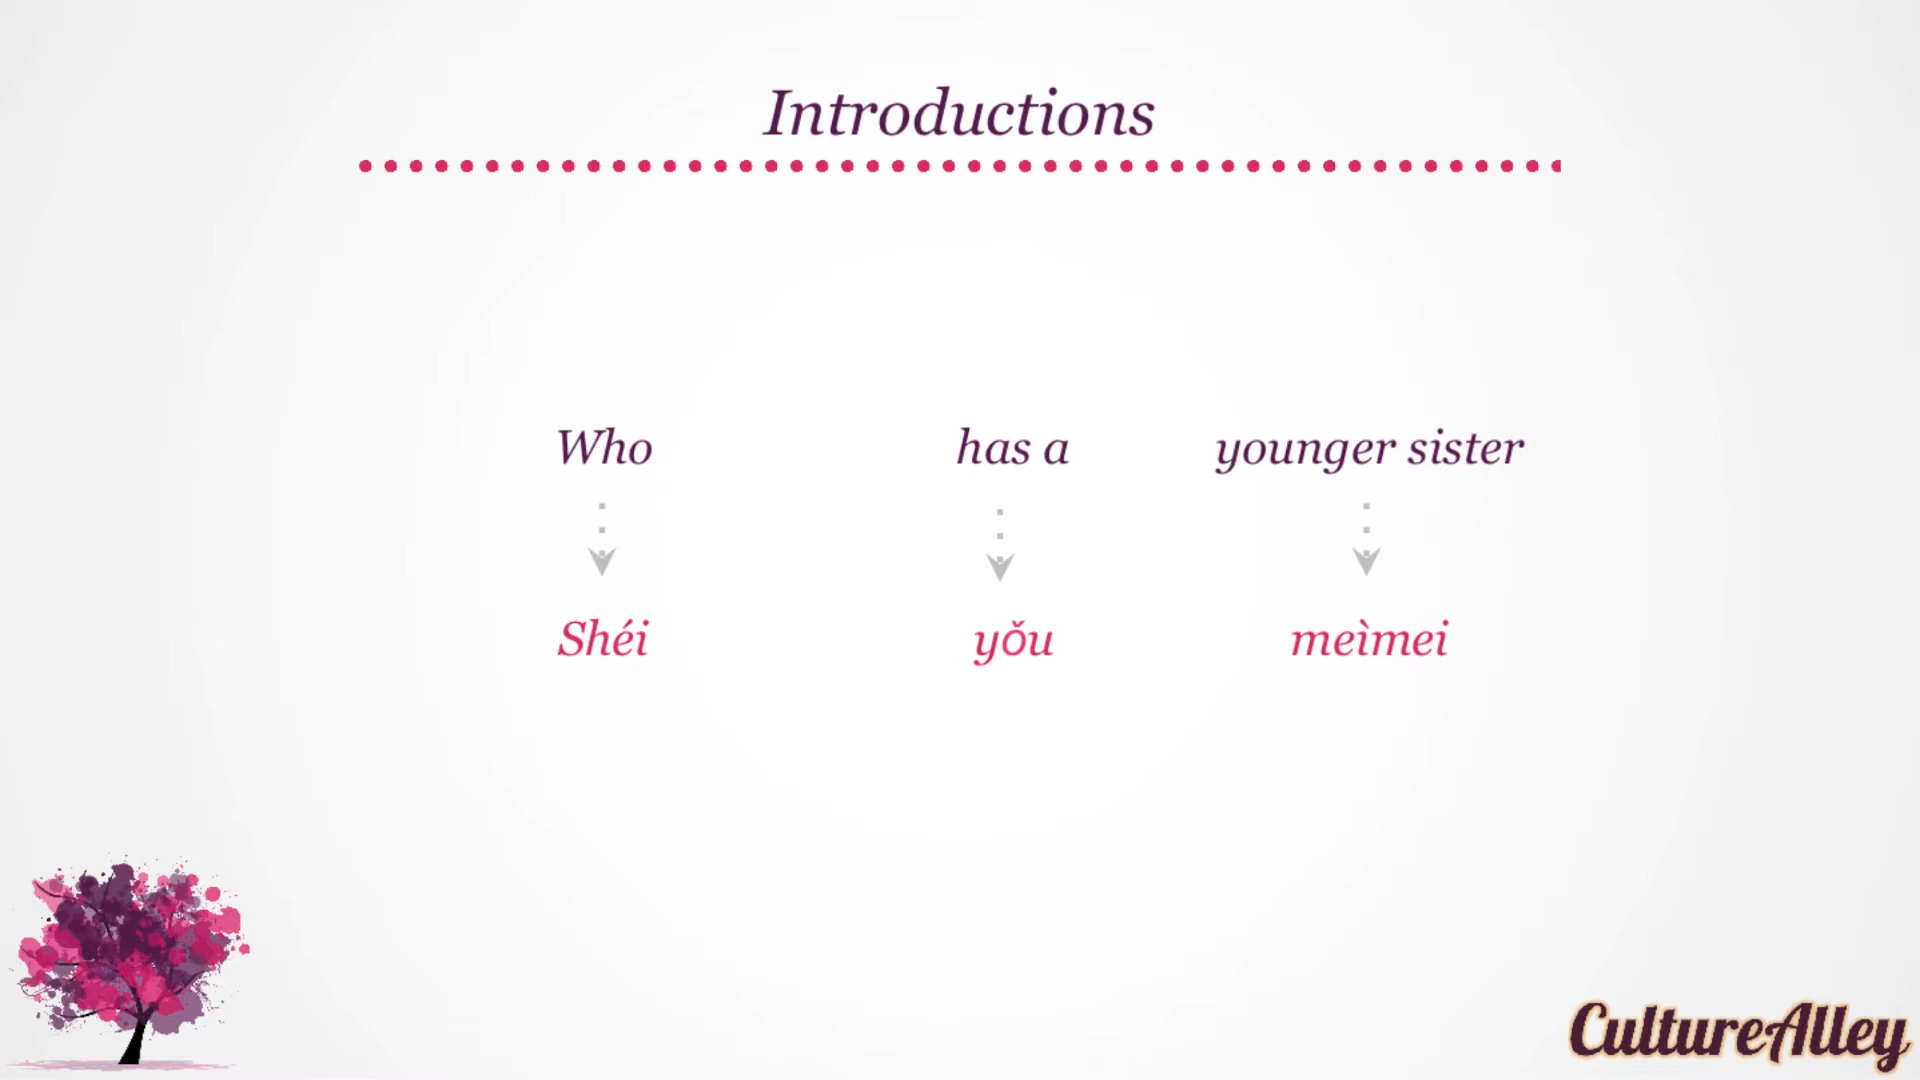 Introductions
Who has a younger sister
Shéi yǒu meìmei
CultureAlley